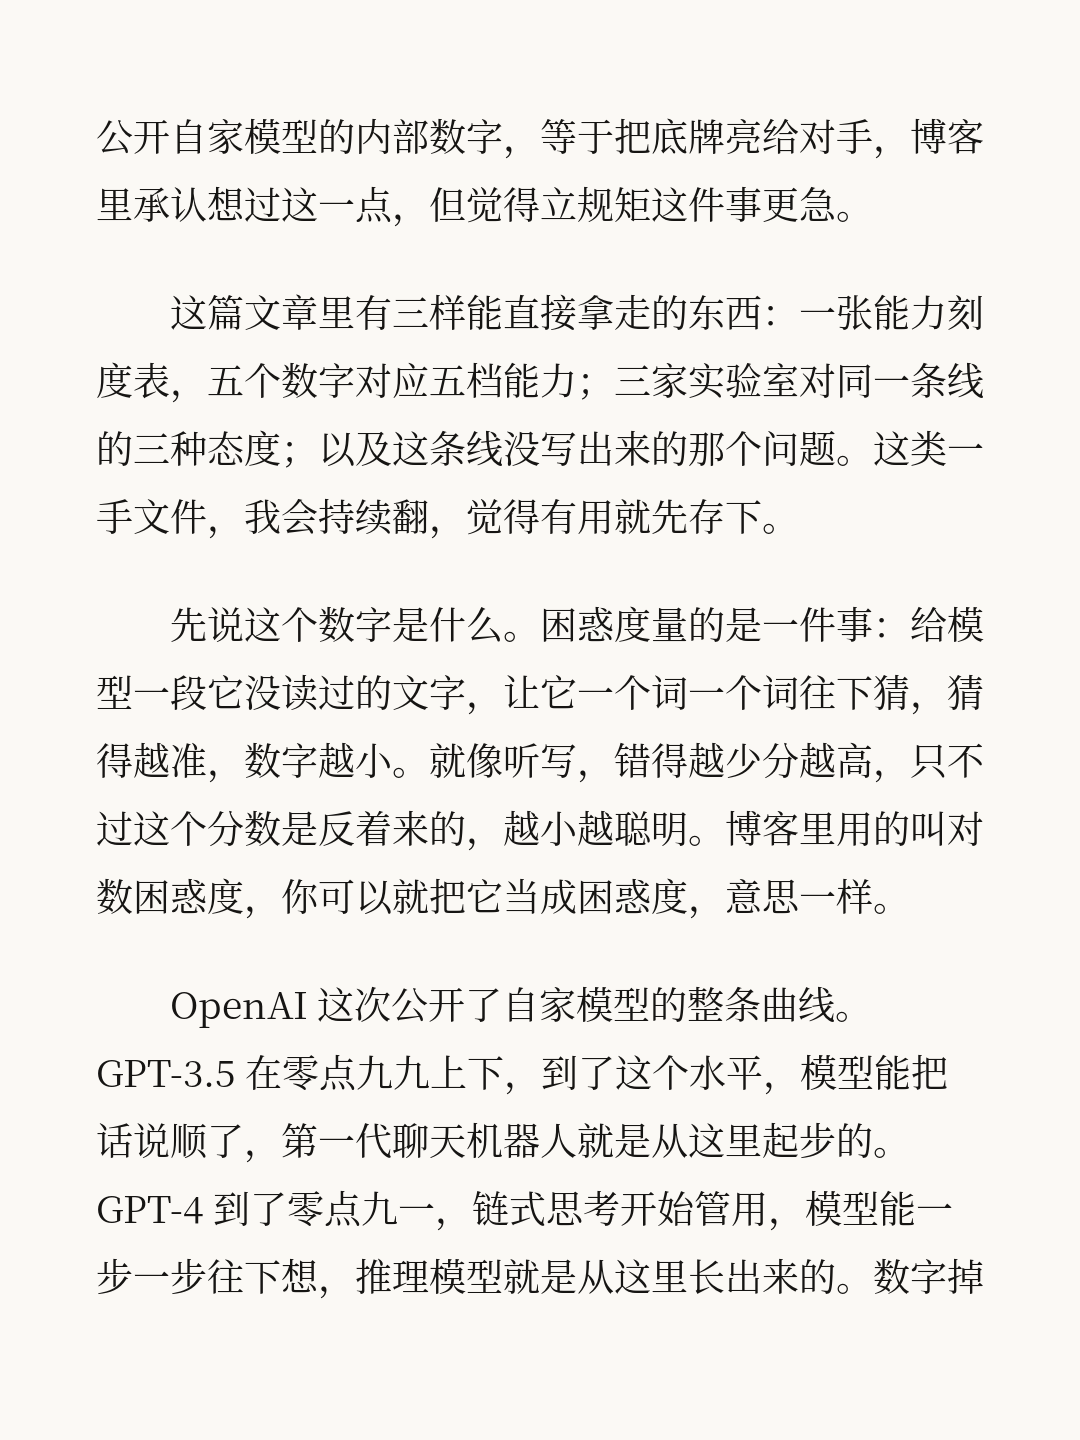 公开自家模型的内部数字，等于把底牌亮给对手，博客
里承认想过这一点，但觉得立规矩这件事更急。
这篇文章里有三样能直接拿走的东西：一张能力刻
度表，五个数字对应五档能力；三家实验室对同一条线
的三种态度；以及这条线没写出来的那个问题。这类一
手文件，我会持续翻，觉得有用就先存下。
先说这个数字是什么。困惑度量的是一件事：给模
型一段它没读过的文字，让它一个词一个词往下猜，猜
得越准，数字越小。就像听写，错得越少分越高，只不
过这个分数是反着来的，越小越聪明。博客里用的叫对
数困惑度，你可以就把它当成困惑度，意思一样。
OpenAI 这次公开了自家模型的整条曲线。
GPT-3.5 在零点九九上下，到了这个水平，模型能把
话说顺了，第一代聊天机器人就是从这里起步的。
GPT-4 到了零点九一，链式思考开始管用，模型能一
步一步往下想，推理模型就是从这里长出来的。数字掉